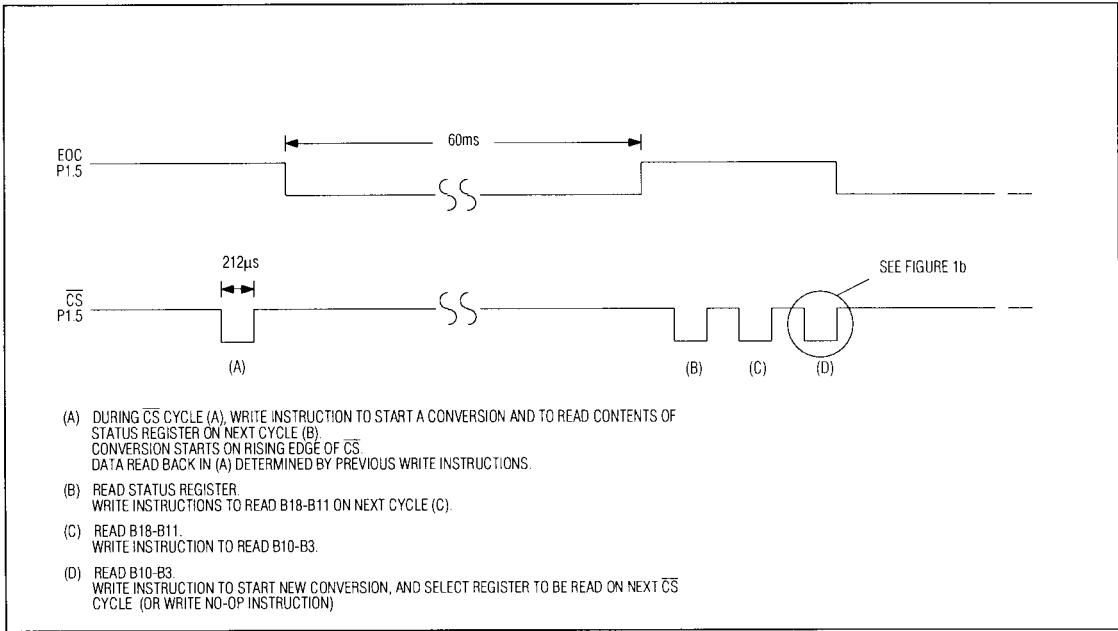 60ms
EOC
P1.5
212µs
SEE FIGURE 1b
CS
P1.5
(A)
(B)
(C)
(D)
(A) DURING CS CYCLE (A), WRITE INSTRUCTION TO START A CONVERSION AND TO READ CONTENTS OF
STATUS REGISTER ON NEXT CYCLE (B).
CONVERSION STARTS ON RISING EDGE OF CS.
DATA READ BACK IN (A) DETERMINED BY PREVIOUS WRITE INSTRUCTIONS.
(B) READ STATUS REGISTER.
WRITE INSTRUCTIONS TO READ B18-B11 ON NEXT CYCLE (C).
(C) READ B18-B11.
WRITE INSTRUCTION TO READ B10-B3.
(D) READ B10-B3.
WRITE INSTRUCTION TO START NEW CONVERSION, AND SELECT REGISTER TO BE READ ON NEXT CS
CYCLE (OR WRITE NO-OP INSTRUCTION)